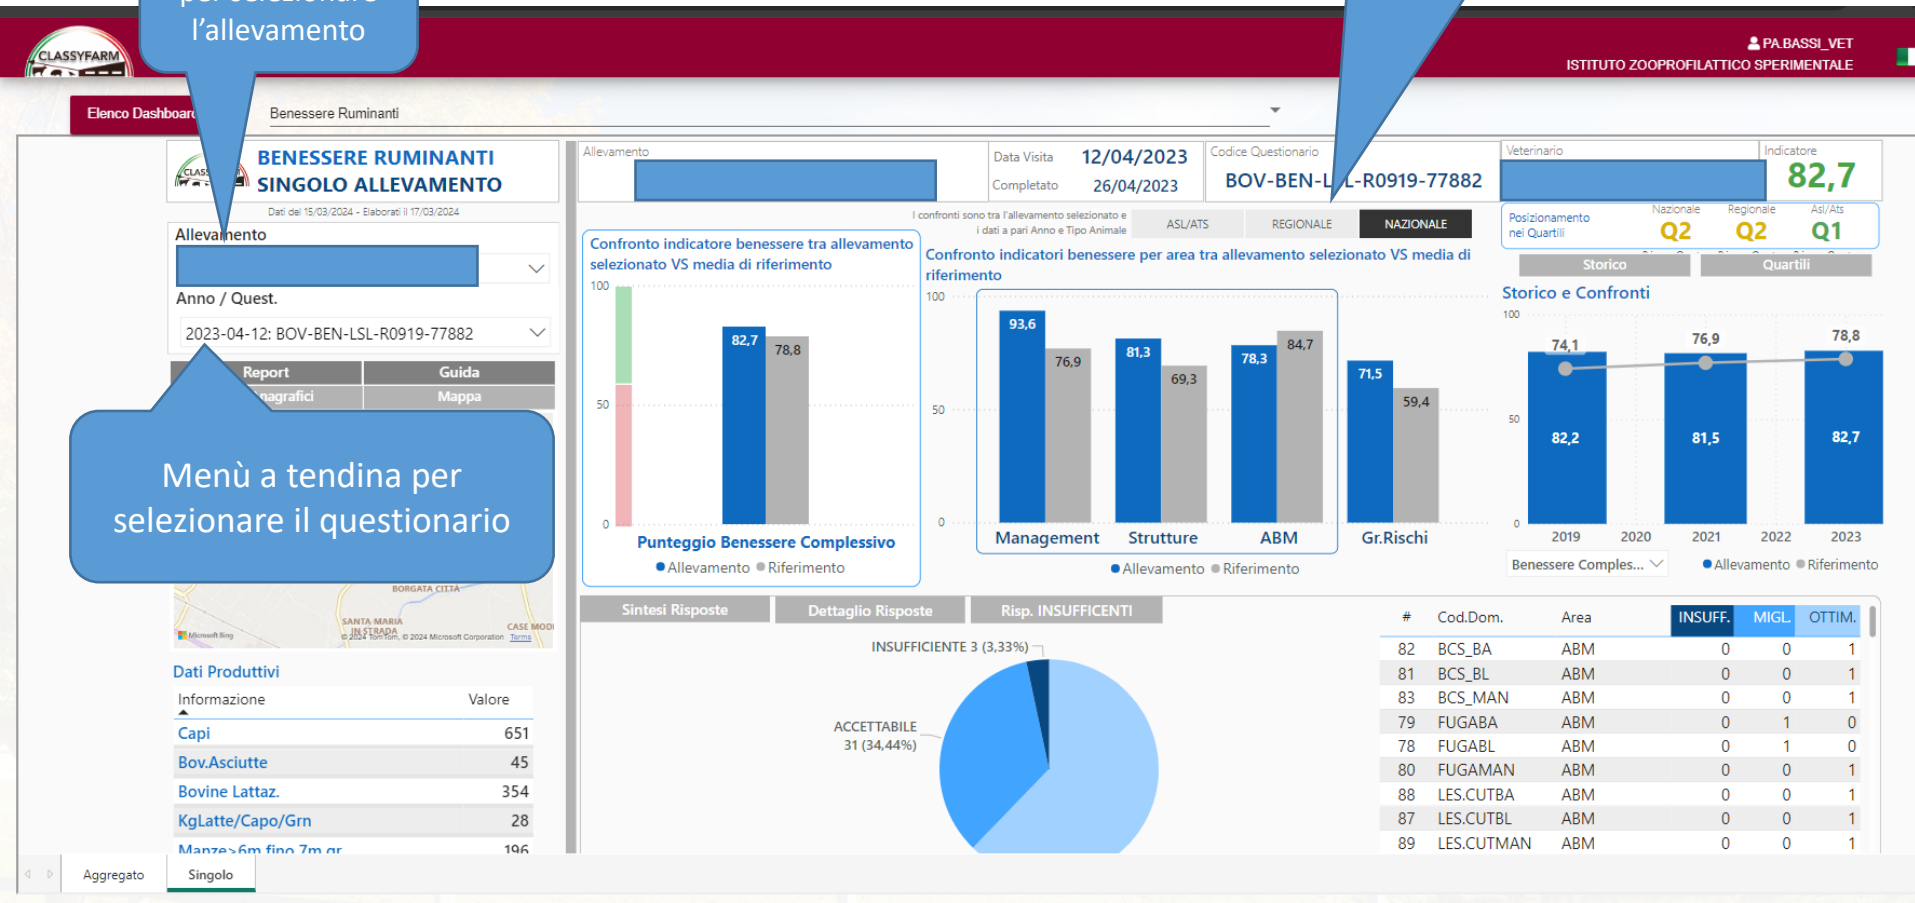 per selezionare
l'allevamento
CLASSYFARM
PA.BASSI_VET
ISTITUTO ZOOPROFILATTICO SPERIMENTALE
Elenco Dashboard
Benessere Ruminanti
BENESSERE RUMINANTI
SINGOLO ALLEVAMENTO
Dati del 15/03/2024 - Elaborati il 17/03/2024
Allevamento
Anno / Quest.
2023-04-12: BOV-BEN-LSL-R0919-77882
Report
Guida
Mappa
Menù a tendina per
selezionare il questionario
BORGATA CITTÀ
SANTA MARIA
IN STRADA
CASE MODE
Microsoft Bing
© 2024 TomTom, © 2024 Microsoft Corporation Terms
Dati Produttivi
Informazione Valore
Capi 651
Bov.Asciutte 45
Bovine Lattaz. 354
KgLatte/Capo/Grn 28
Manze>6m fino 7m gr 196
Allevamento
Data Visita 12/04/2023
Completato 26/04/2023
Codice Questionario
BOV-BEN-LSL-R0919-77882
Veterinario
Indicatore
82,7
I confronti sono tra l'allevamento selezionato e
i dati a pari Anno e Tipo Animale
ASL/ATS REGIONALE NAZIONALE
Posizionamento
nei Quartili
Nazionale Regionale Asl/Ats
Q2 Q2 Q1
Storico Quartili
Confronto indicatore benessere tra allevamento
selezionato VS media di riferimento
100
50
0
82,7
78,8
Punteggio Benessere Complessivo
Allevamento Riferimento
Confronto indicatori benessere per area tra allevamento selezionato VS media di
riferimento
100
50
0
93,6
76,9
81,3
69,3
78,3
84,7
71,5
59,4
Management Strutture ABM Gr.Rischi
Allevamento Riferimento
Storico e Confronti
100
50
0
74,1 76,9 78,8
82,2 81,5 82,7
2019 2020 2021 2022 2023
Benessere Comples...
Allevamento Riferimento
Sintesi Risposte Dettaglio Risposte Risp. INSUFFICENTI
INSUFFICIENTE 3 (3,33%)
ACCETTABILE
31 (34,44%)
# Cod.Dom. Area INSUFF. MIGL. OTTIM.
82 BCS_BA ABM 0 0 1
81 BCS_BL ABM 0 0 1
83 BCS_MAN ABM 0 0 1
79 FUGABA ABM 0 1 0
78 FUGABL ABM 0 1 0
80 FUGAMAN ABM 0 0 1
88 LES.CUTBA ABM 0 0 1
87 LES.CUTBL ABM 0 0 1
89 LES.CUTMAN ABM 0 0 1
Aggregato Singolo